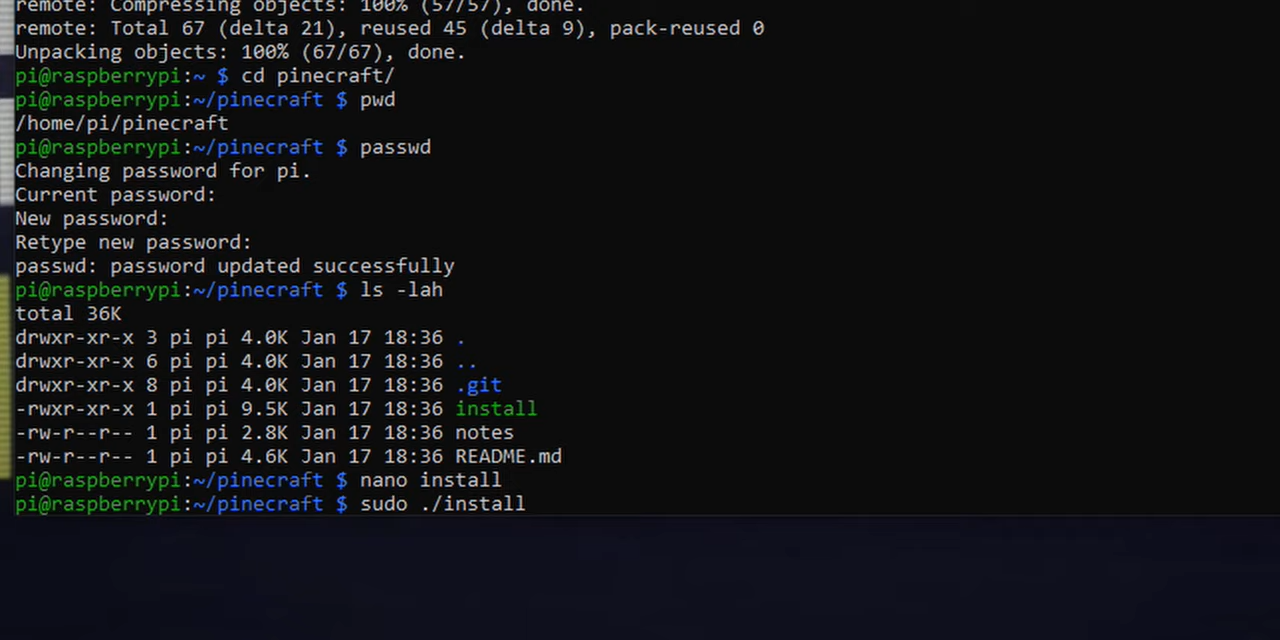 remote: Compressing objects: 100% (57/57), done.
remote: Total 67 (delta 21), reused 45 (delta 9), pack-reused 0
Unpacking objects: 100% (67/67), done.
pi@raspberrypi:~ $ cd pinecraft/
pi@raspberrypi:~/pinecraft $ pwd
/home/pi/pinecraft
pi@raspberrypi:~/pinecraft $ passwd
Changing password for pi.
Current password:
New password:
Retype new password:
passwd: password updated successfully
pi@raspberrypi:~/pinecraft $ ls -lah
total 36K
drwxr-xr-x 3 pi pi 4.0K Jan 17 18:36 .
drwxr-xr-x 6 pi pi 4.0K Jan 17 18:36 ..
drwxr-xr-x 8 pi pi 4.0K Jan 17 18:36 .git
-rwxr-xr-x 1 pi pi 9.5K Jan 17 18:36 install
-rw-r--r-- 1 pi pi 2.8K Jan 17 18:36 notes
-rw-r--r-- 1 pi pi 4.6K Jan 17 18:36 README.md
pi@raspberrypi:~/pinecraft $ nano install
pi@raspberrypi:~/pinecraft $ sudo ./install